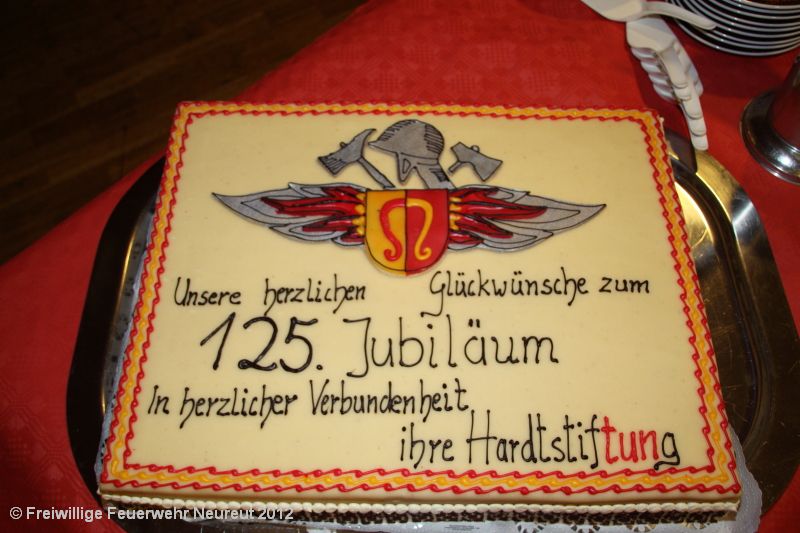 Unsere herzlichen Glückwünsche zum
125. Jubiläum
In herzlicher Verbundenheit
ihre Hardtstiftung
© Freiwillige Feuerwehr Neureut 2012